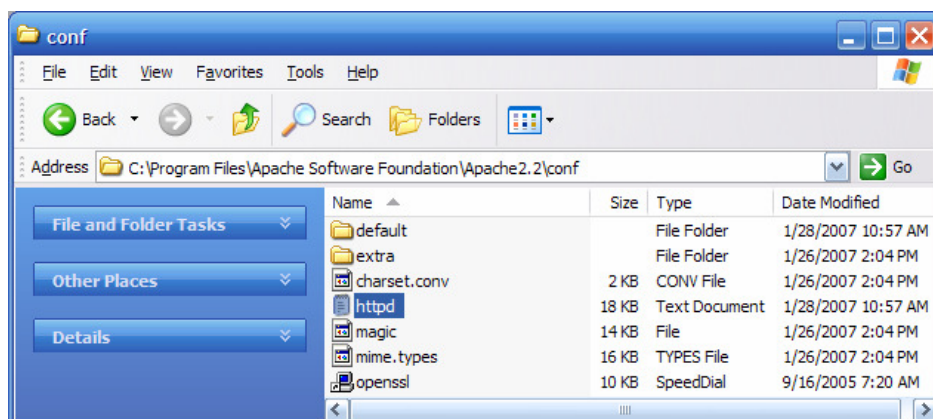 conf
File Edit View Favorites Tools Help
Back Search Folders
Address C:\Program Files\Apache Software Foundation\Apache2.2\conf Go
File and Folder Tasks
Other Places
Details
Name Size Type Date Modified
default File Folder 1/28/2007 10:57 AM
extra File Folder 1/26/2007 2:04 PM
charset.conv 2 KB CONV File 1/26/2007 2:04 PM
httpd 18 KB Text Document 1/28/2007 10:57 AM
magic 14 KB File 1/26/2007 2:04 PM
mime.types 16 KB TYPES File 1/26/2007 2:04 PM
openssl 10 KB SpeedDial 9/16/2005 7:20 AM